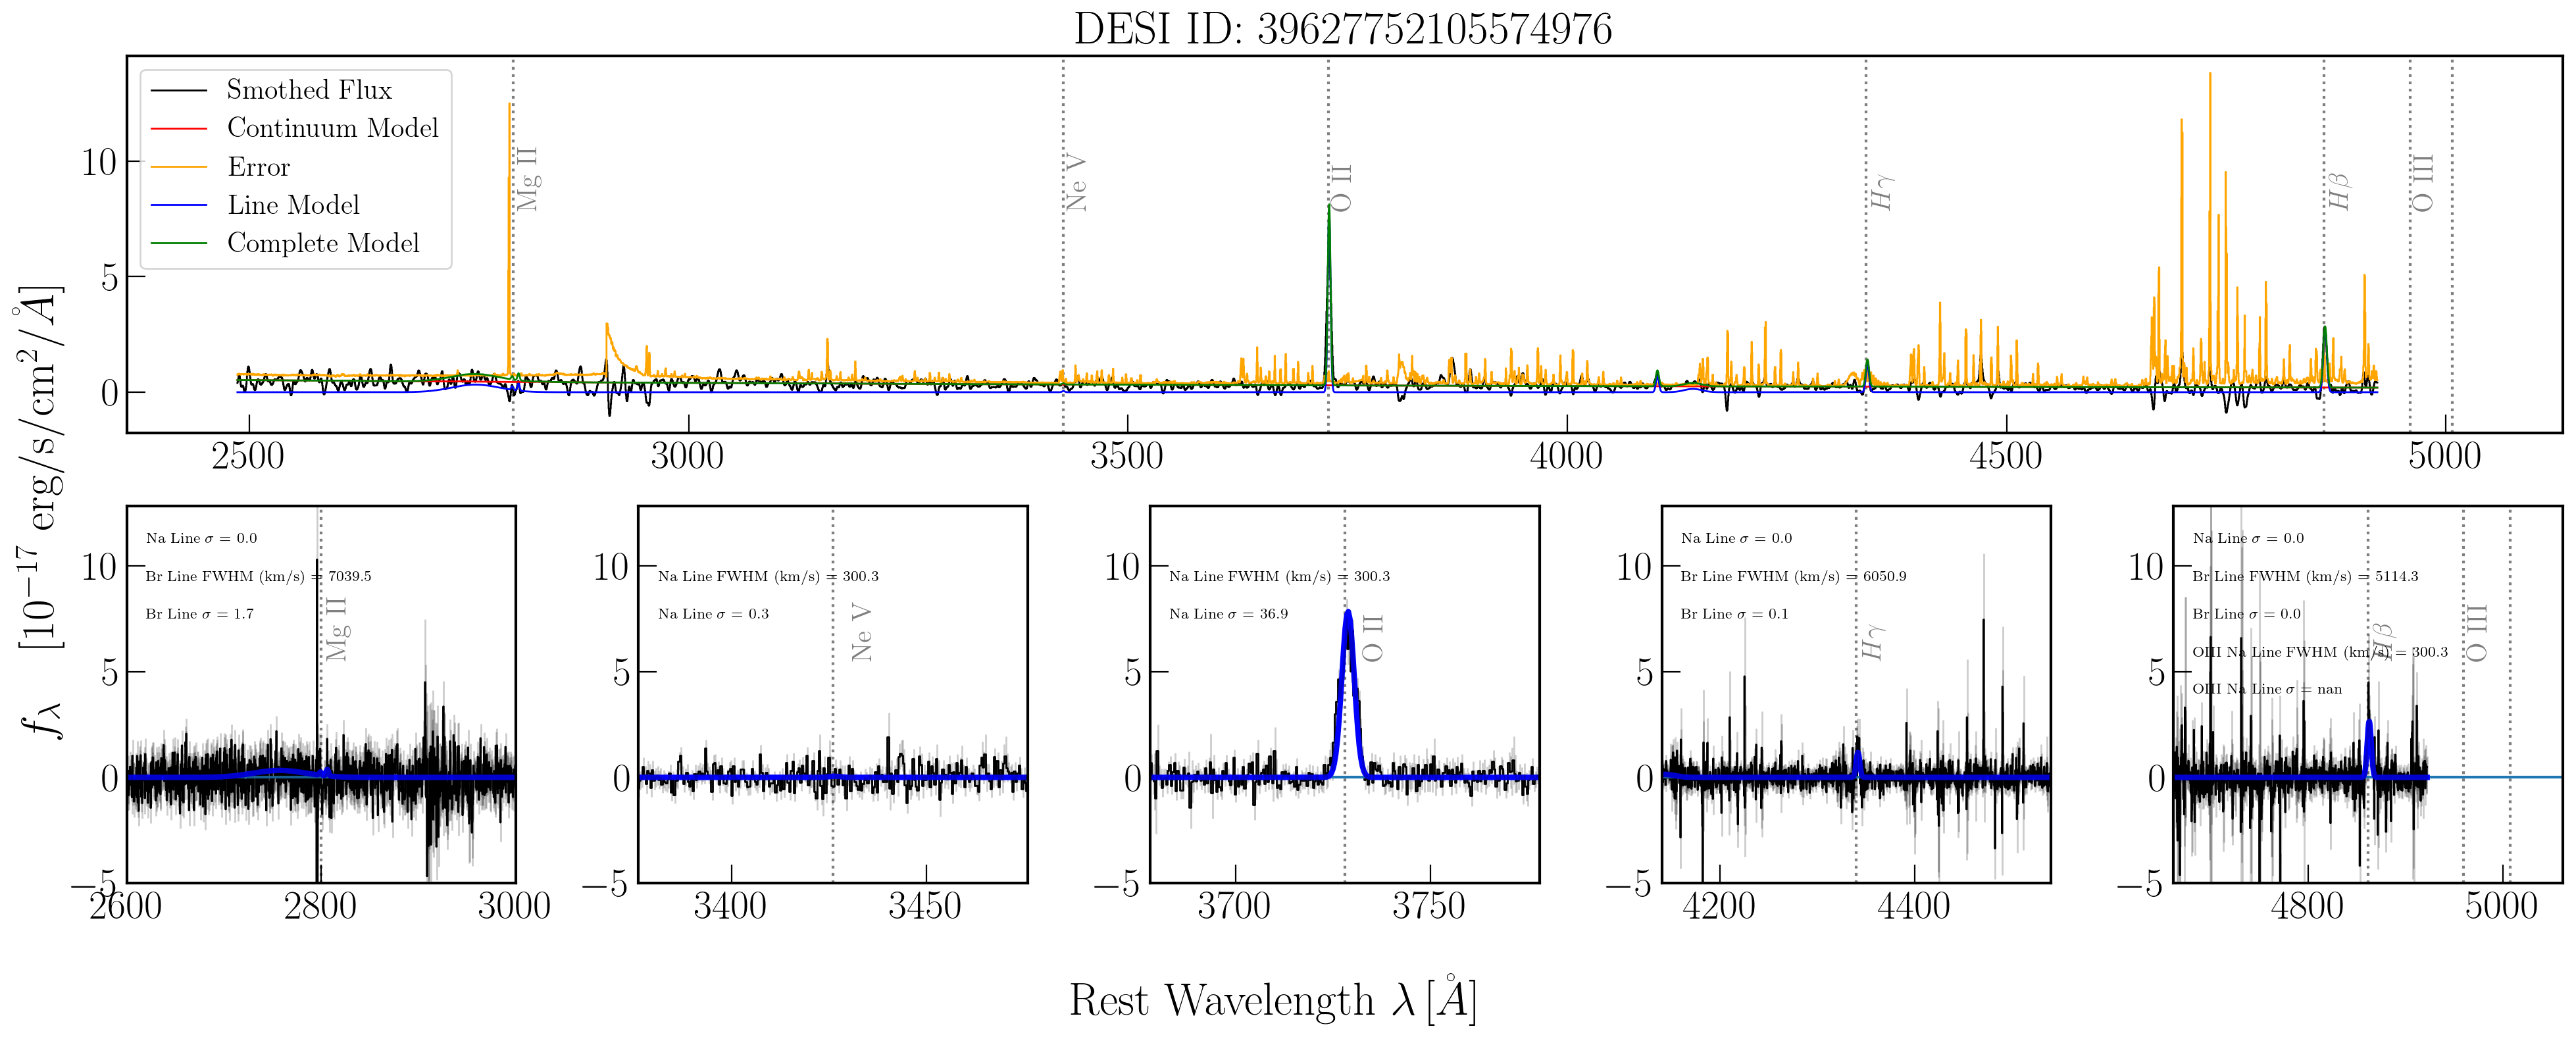 DESI ID: 39627752105574976
Smothed Flux
Continuum Model
Error
Line Model
Complete Model
Mg II
Ne V
O II
Hγ
Hβ
O III
10
5
0
2500 3000 3500 4000 4500 5000
f_λ [10^{-17} erg/s/cm^2/Å]
Na Line σ = 0.0
Br Line FWHM (km/s) = 7039.5
Br Line σ = 1.7
Mg II
10
5
0
−5
2600 2800 3000
Na Line FWHM (km/s) = 300.3
Na Line σ = 0.3
Ne V
10
5
0
−5
3400 3450
Na Line FWHM (km/s) = 300.3
Na Line σ = 36.9
O II
10
5
0
−5
3700 3750
Na Line σ = 0.0
Br Line FWHM (km/s) = 6050.9
Br Line σ = 0.1
Hγ
10
5
0
−5
4200 4400
Na Line σ = 0.0
Br Line FWHM (km/s) = 5114.3
Br Line σ = 0.0
OIII Na Line FWHM (km/s) = 300.3
OIII Na Line σ = nan
Hβ
O III
10
5
0
−5
4800 5000
Rest Wavelength λ [Å]